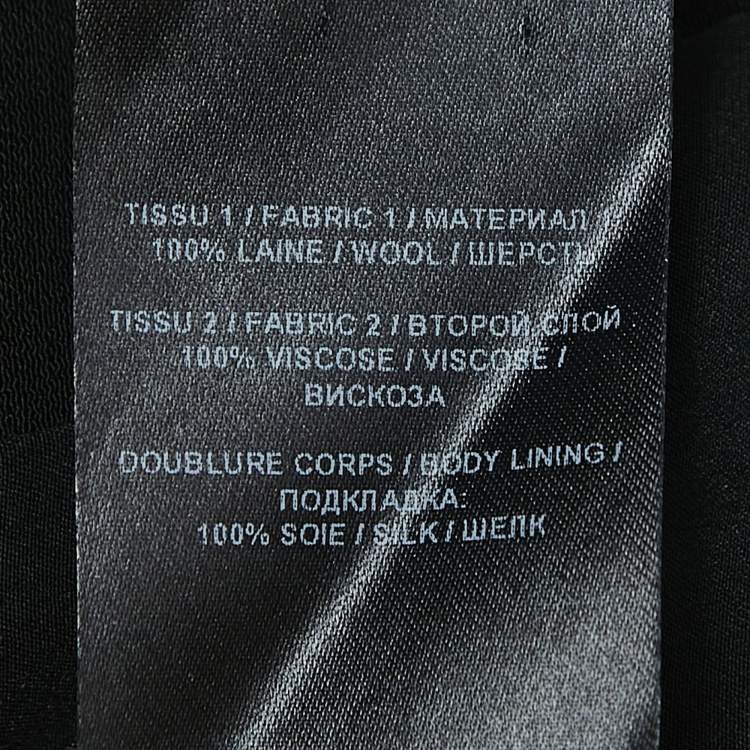 TISSU 1 / FABRIC 1 / МАТЕРИАЛ
100% LAINE / WOOL / ШЕРСТЬ
TISSU 2 / FABRIC 2 / ВТОРОЙ СЛОЙ
100% VISCOSE / VISCOSE /
ВИСКОЗА
DOUBLURE CORPS / BODY LINING /
ПОДКЛАДКА:
100% SOIE / SILK / ШЕЛК